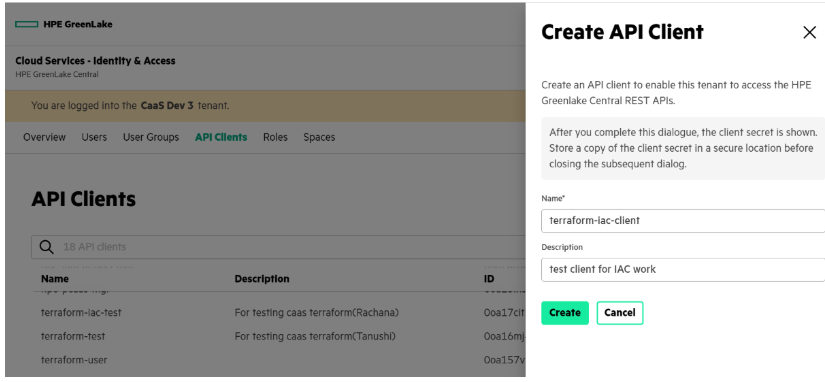 HPE GreenLake
Cloud Services - Identity & Access
HPE GreenLake Central
You are logged into the CaaS Dev 3 tenant.
Overview Users User Groups API Clients Roles Spaces
API Clients
18 API clients
Name Description ID
terraform-iac-test For testing caas terraform(Rachana) 0oa17clt
terraform-test For testing caas terraform(Tanushi) 0oa16mj
terraform-user 0oa157v
Create API Client
Create an API client to enable this tenant to access the HPE
Greenlake Central REST APIs.
After you complete this dialogue, the client secret is shown.
Store a copy of the client secret in a secure location before
closing the subsequent dialog.
Name*
terraform-iac-client
Description
test client for IAC work
Create Cancel